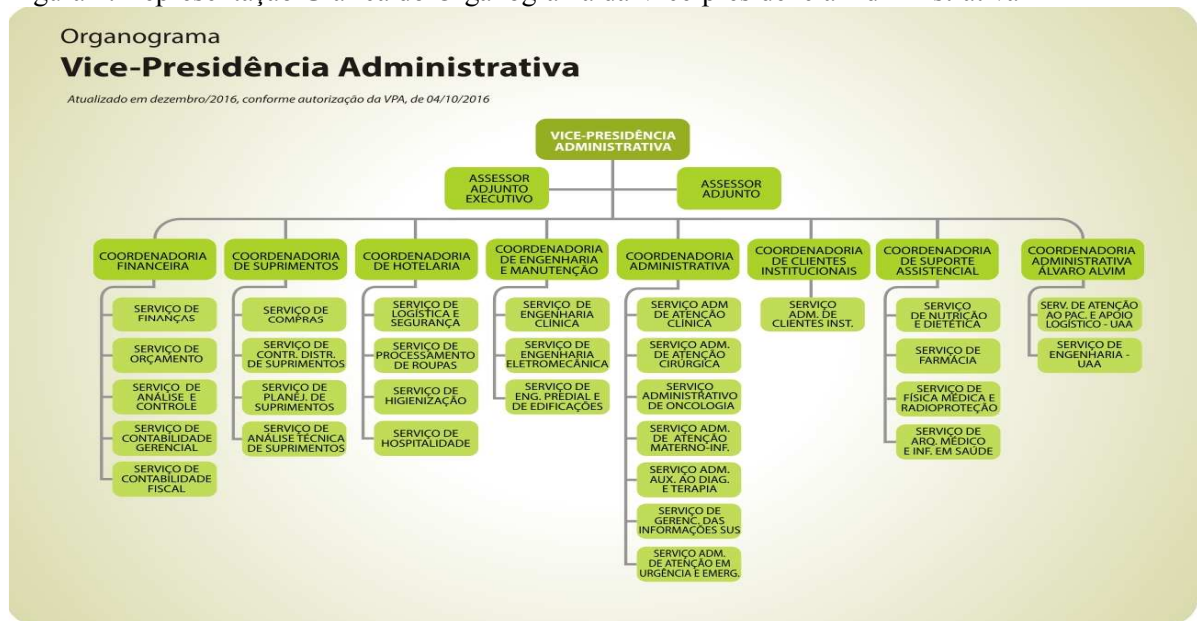 Organograma
Vice-Presidência Administrativa
Atualizado em dezembro/2016, conforme autorização da VPA, de 04/10/2016
VICE-PRESIDÊNCIA
ADMINISTRATIVA
ASSESSOR
ADJUNTO
EXECUTIVO
ASSESSOR
ADJUNTO
COORDENADORIA
FINANCEIRA
SERVIÇO DE
FINANÇAS
SERVIÇO DE
ORÇAMENTO
SERVIÇO DE
ANÁLISE E
CONTROLE
SERVIÇO DE
CONTABILIDADE
GERENCIAL
SERVIÇO DE
CONTABILIDADE
FISCAL
COORDENADORIA
DE SUPRIMENTOS
SERVIÇO DE
COMPRAS
SERVIÇO DE
CONTR. DISTR.
DE SUPRIMENTOS
SERVIÇO DE
PLANEJ. DE
SUPRIMENTOS
SERVIÇO DE
ANÁLISE TÉCNICA
DE SUPRIMENTOS
COORDENADORIA
DE HOTELARIA
SERVIÇO DE
LOGÍSTICA E
SEGURANÇA
SERVIÇO DE
PROCESSAMENTO
DE ROUPAS
SERVIÇO DE
HIGIENIZAÇÃO
SERVIÇO DE
HOSPITALIDADE
COORDENADORIA
DE ENGENHARIA
E MANUTENÇÃO
SERVIÇO DE
ENGENHARIA
CLÍNICA
SERVIÇO DE
ENGENHARIA
ELETROMECÂNICA
SERVIÇO DE
ENG. PREDIAL E
DE EDIFICAÇÕES
COORDENADORIA
ADMINISTRATIVA
SERVIÇO ADM
DE ATENÇÃO
CLÍNICA
SERVIÇO ADM.
DE ATENÇÃO
CIRÚRGICA
SERVIÇO
ADMINISTRATIVO
DE ONCOLOGIA
SERVIÇO ADM.
DE ATENÇÃO
MATERNO-INF.
SERVIÇO ADM.
AUX. AO DIAG.
E TERAPIA
SERVIÇO DE
GERENC. DAS
INFORMAÇÕES SUS
SERVIÇO ADM.
DE ATENÇÃO EM
URGÊNCIA E EMERG.
COORDENADORIA
DE CLIENTES
INSTITUCIONAIS
SERVIÇO
ADM. DE
CLIENTES INST.
COORDENADORIA
DE SUPORTE
ASSISTENCIAL
SERVIÇO
DE NUTRIÇÃO
E DIETÉTICA
SERVIÇO DE
FARMÁCIA
SERVIÇO DE
FÍSICA MÉDICA E
RADIOPROTEÇÃO
SERVIÇO DE
ARQ. MÉDICO
E INF. EM SAÚDE
COORDENADORIA
ADMINISTRATIVA
ÁLVARO ALVIM
SERV. DE ATENÇÃO
AO PAC. E APOIO
LOGÍSTICO - UAA
SERVIÇO DE
ENGENHARIA -
UAA